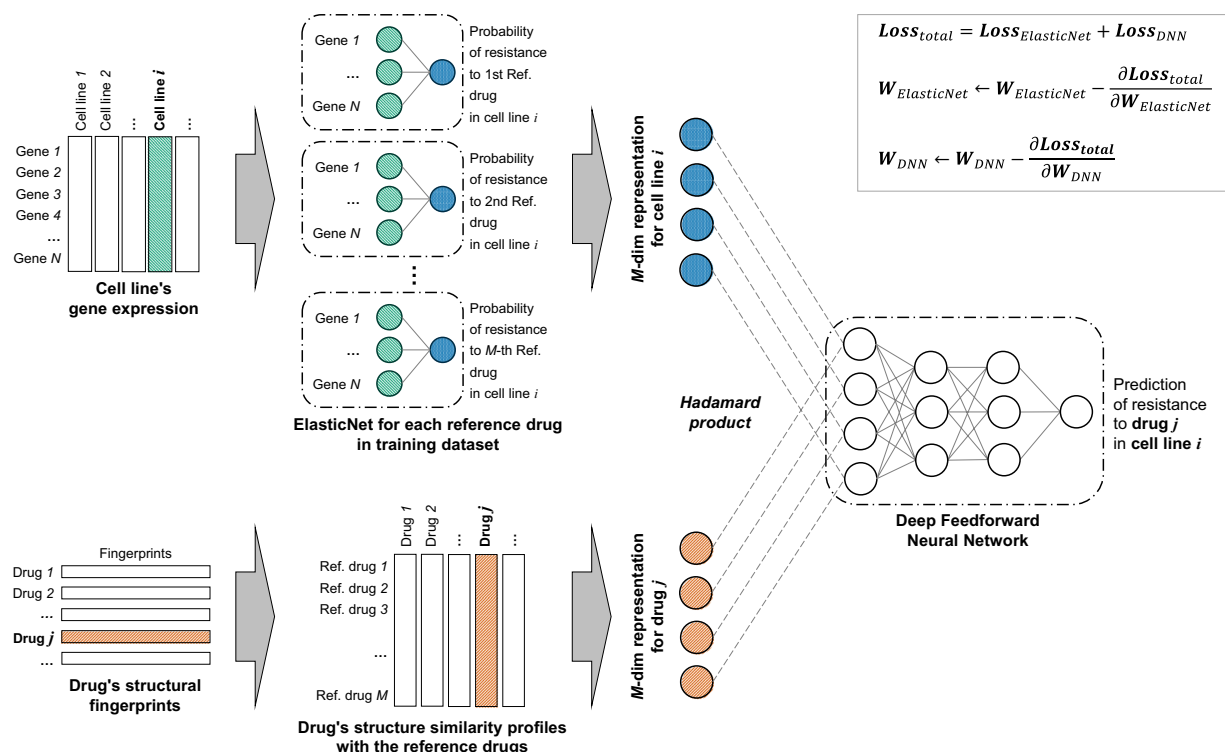 Cell line 1
Cell line 2
...
Cell line i
...
Gene 1
Gene 2
Gene 3
Gene 4
...
Gene N
Cell line's
gene expression
Gene 1
...
Gene N
Probability
of resistance
to 1st Ref.
drug
in cell line i
Gene 1
...
Gene N
Probability
of resistance
to 2nd Ref.
drug
in cell line i
...
Gene 1
...
Gene N
Probability
of resistance
to M-th Ref.
drug
in cell line i
ElasticNet for each reference drug
in training dataset
M-dim representation
for cell line i
Loss_total = Loss_ElasticNet + Loss_DNN
W_ElasticNet ← W_ElasticNet − ∂Loss_total / ∂W_ElasticNet
W_DNN ← W_DNN − ∂Loss_total / ∂W_DNN
Hadamard
product
Prediction
of resistance
to drug j
in cell line i
Deep Feedforward
Neural Network
Fingerprints
Drug 1
Drug 2
...
Drug j
...
Drug's structural
fingerprints
Drug 1
Drug 2
...
Drug j
...
Ref. drug 1
Ref. drug 2
Ref. drug 3
...
Ref. drug M
Drug's structure similarity profiles
with the reference drugs
M-dim representation
for drug j